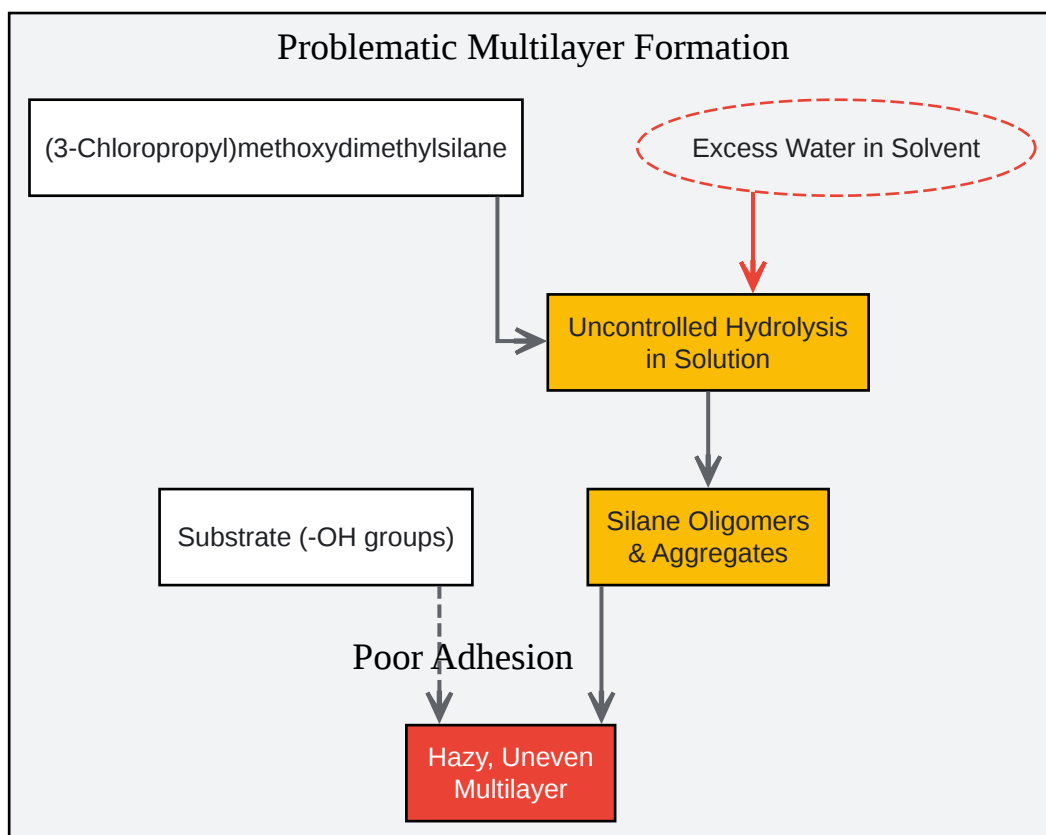 Problematic Multilayer Formation
(3-Chloropropyl)methoxydimethylsilane
Excess Water in Solvent
Uncontrolled Hydrolysis
in Solution
Substrate (-OH groups)
Silane Oligomers
& Aggregates
Poor Adhesion
Hazy, Uneven
Multilayer